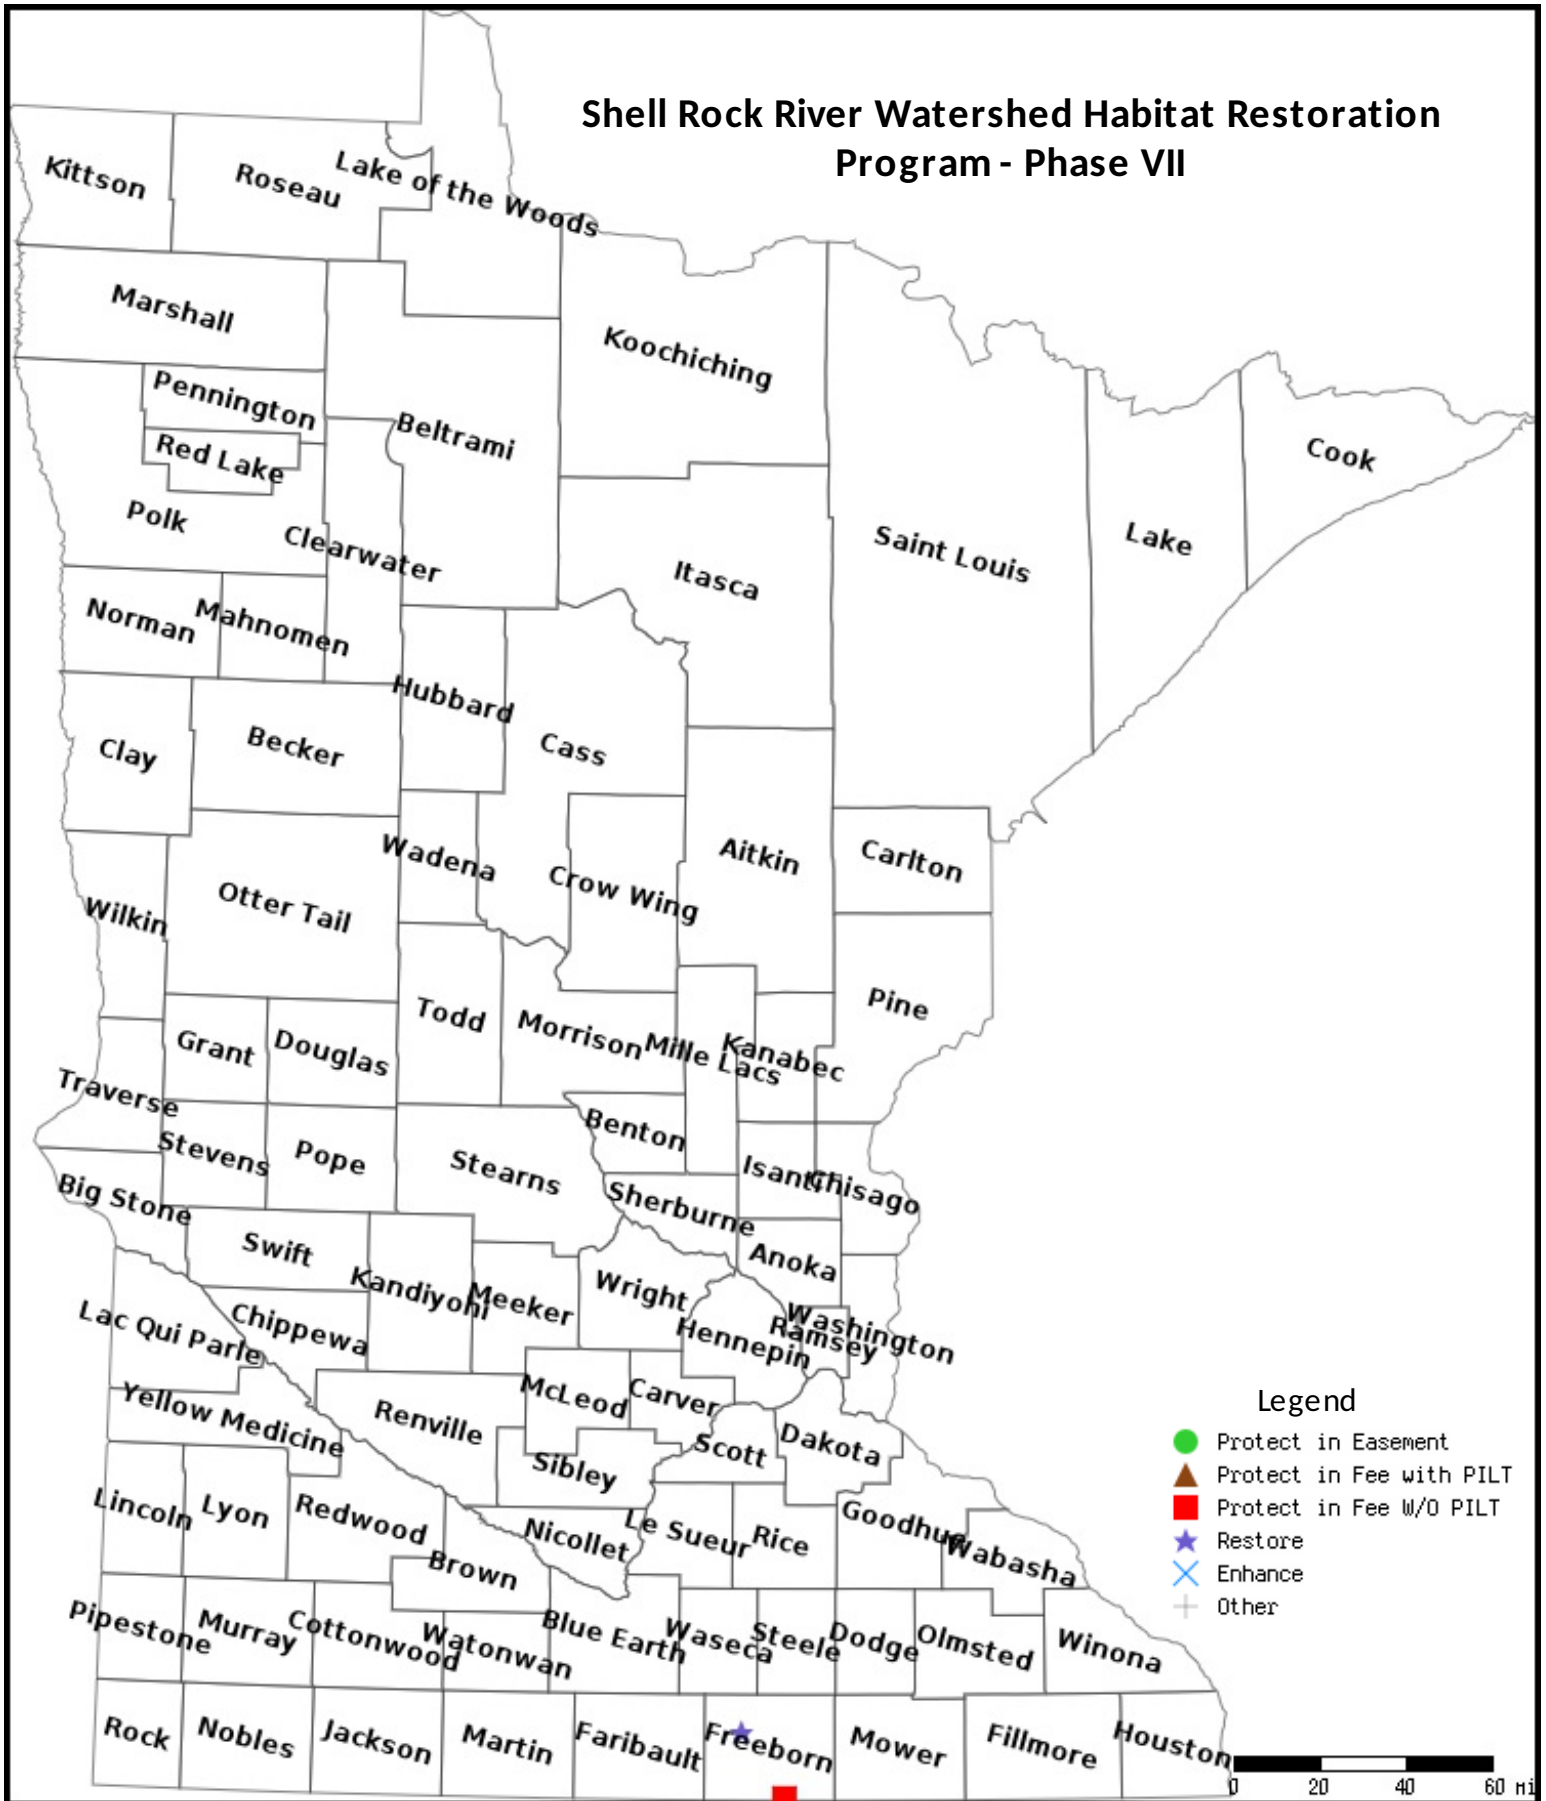 Shell Rock River Watershed Habitat Restoration
Program - Phase VII
Kittson
Roseau
Lake of the Woods
Marshall
Koochiching
Pennington
Beltrami
Red Lake
Cook
Polk
Clearwater
Saint Louis
Lake
Itasca
Norman
Mahnomen
Hubbard
Clay
Becker
Cass
Wadena
Aitkin
Carlton
Crow Wing
Otter Tail
Wilkin
Pine
Todd
Morrison
Mille Lacs
Kanabec
Grant
Douglas
Traverse
Benton
Stevens
Pope
Stearns
Isanti
Chisago
Big Stone
Sherburne
Swift
Anoka
Kandiyohi
Meeker
Wright
Washington
Ramsey
Hennepin
Lac Qui Parle
Chippewa
McLeod
Carver
Yellow Medicine
Renville
Scott
Dakota
Sibley
Lincoln
Lyon
Redwood
Nicollet
Le Sueur
Rice
Goodhue
Wabasha
Brown
Pipestone
Murray
Cottonwood
Watonwan
Blue Earth
Waseca
Steele
Dodge
Olmsted
Winona
Rock
Nobles
Jackson
Martin
Faribault
Freeborn
Mower
Fillmore
Houston
Legend
Protect in Easement
Protect in Fee with PILT
Protect in Fee W/O PILT
Restore
Enhance
Other
0 20 40 60 mi